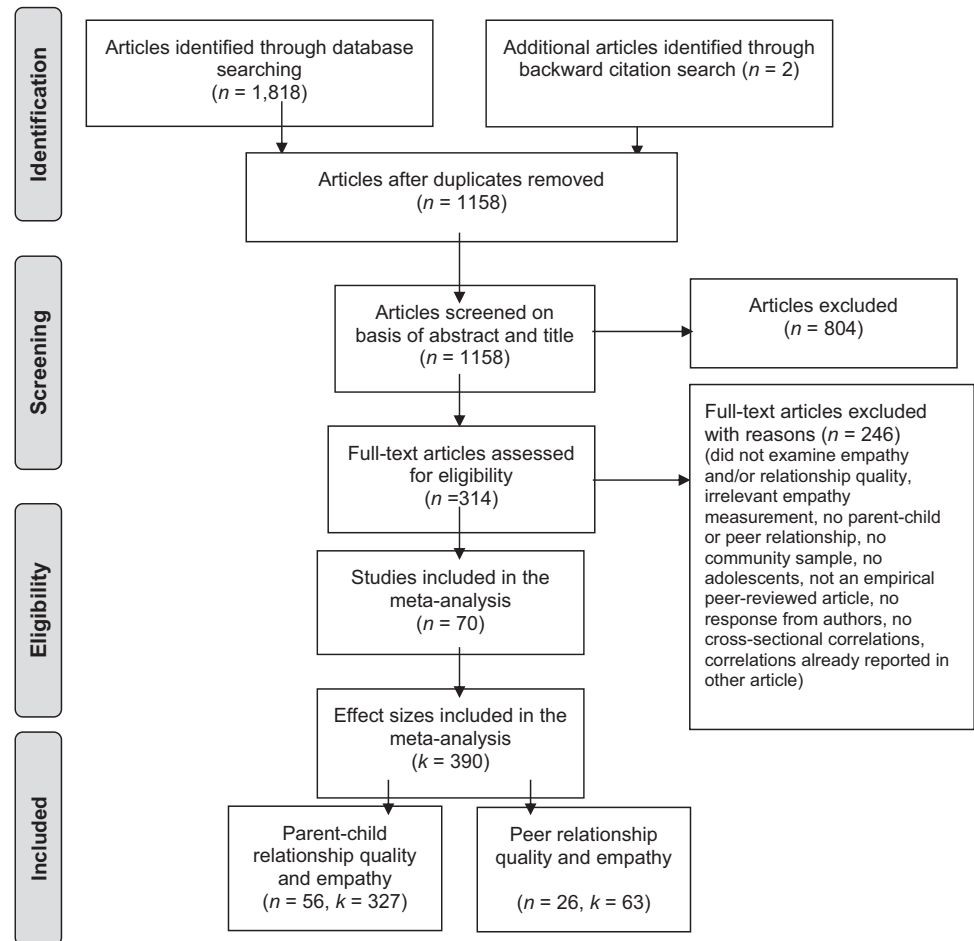 Identification
Articles identified through database
searching
(n = 1,818)
Additional articles identified through
backward citation search (n = 2)
Articles after duplicates removed
(n = 1158)
Screening
Articles screened on
basis of abstract and title
(n = 1158)
Articles excluded
(n = 804)
Full-text articles assessed
for eligibility
(n =314)
Full-text articles excluded
with reasons (n = 246)
(did not examine empathy
and/or relationship quality,
irrelevant empathy
measurement, no parent-child
or peer relationship, no
community sample, no
adolescents, not an empirical
peer-reviewed article, no
response from authors, no
cross-sectional correlations,
correlations already reported in
other article)
Eligibility
Studies included in the
meta-analysis
(n = 70)
Effect sizes included in the
meta-analysis
(k = 390)
Included
Parent-child
relationship quality
and empathy
(n = 56, k = 327)
Peer relationship
quality and empathy
(n = 26, k = 63)